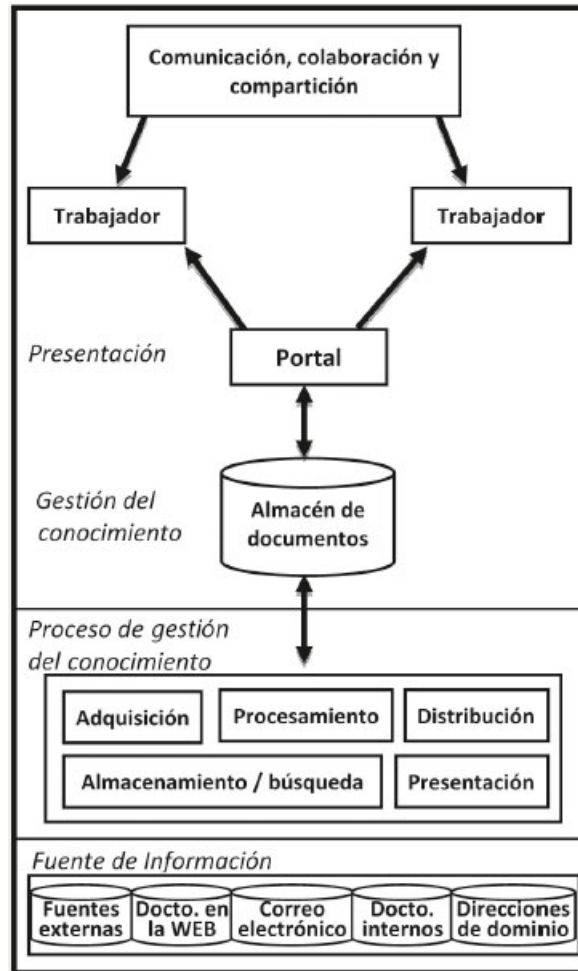 Comunicación, colaboración y
compartición
Trabajador
Trabajador
Presentación
Portal
Gestión del
conocimiento
Almacén de
documentos
Proceso de gestión
del conocimiento
Adquisición
Procesamiento
Distribución
Almacenamiento / búsqueda
Presentación
Fuente de Información
Fuentes
externas
Docto. en
la WEB
Correo
electrónico
Docto.
internos
Direcciones
de dominio